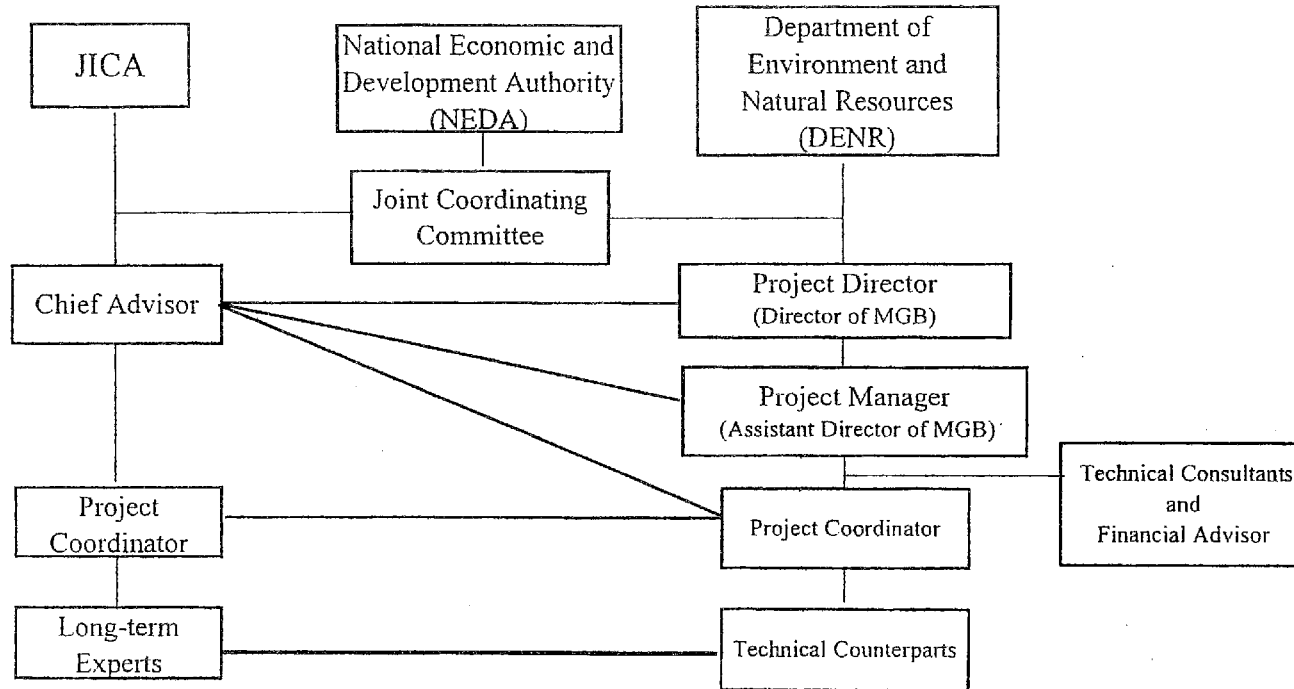 JICA
National Economic and
Development Authority
(NEDA)
Department of
Environment and
Natural Resources
(DENR)
Joint Coordinating
Committee
Chief Advisor
Project Director
(Director of MGB)
Project Manager
(Assistant Director of MGB)
Technical Consultants
and
Financial Advisor
Project
Coordinator
Project Coordinator
Long-term
Experts
Technical Counterparts